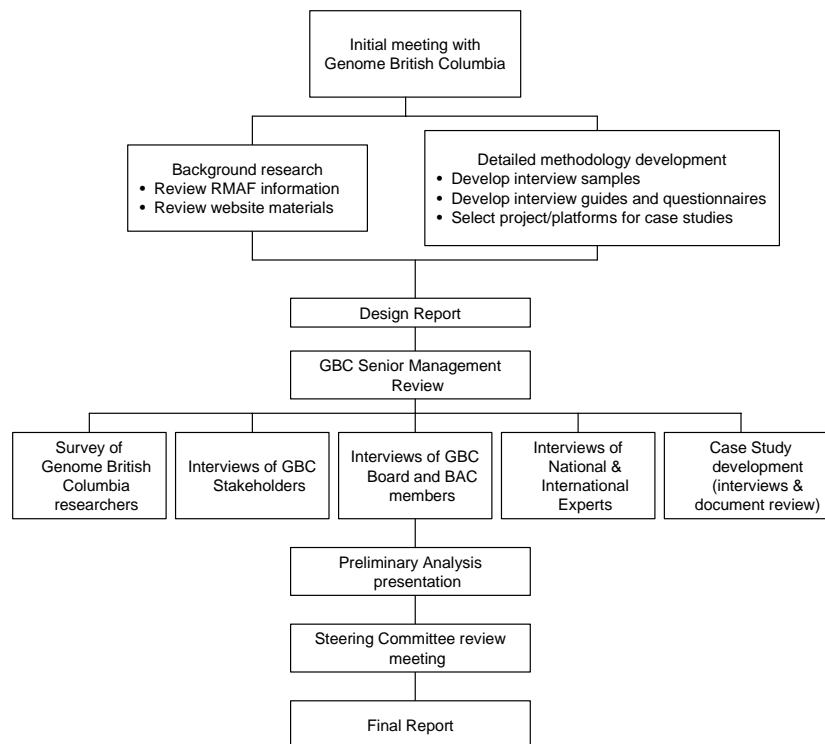 Initial meeting with
Genome British Columbia
Background research
• Review RMAF information
• Review website materials
Detailed methodology development
• Develop interview samples
• Develop interview guides and questionnaires
• Select project/platforms for case studies
Design Report
GBC Senior Management
Review
Survey of
Genome British
Columbia
researchers
Interviews of GBC
Stakeholders
Interviews of GBC
Board and BAC
members
Interviews of
National &
International
Experts
Case Study
development
(interviews &
document review)
Preliminary Analysis
presentation
Steering Committee review
meeting
Final Report